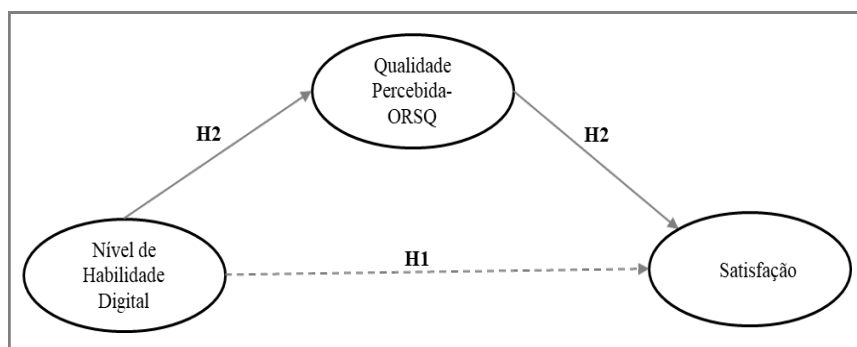 Qualidade
Percebida-
ORSQ
H2
H2
H1
Nível de
Habilidade
Digital
Satisfação